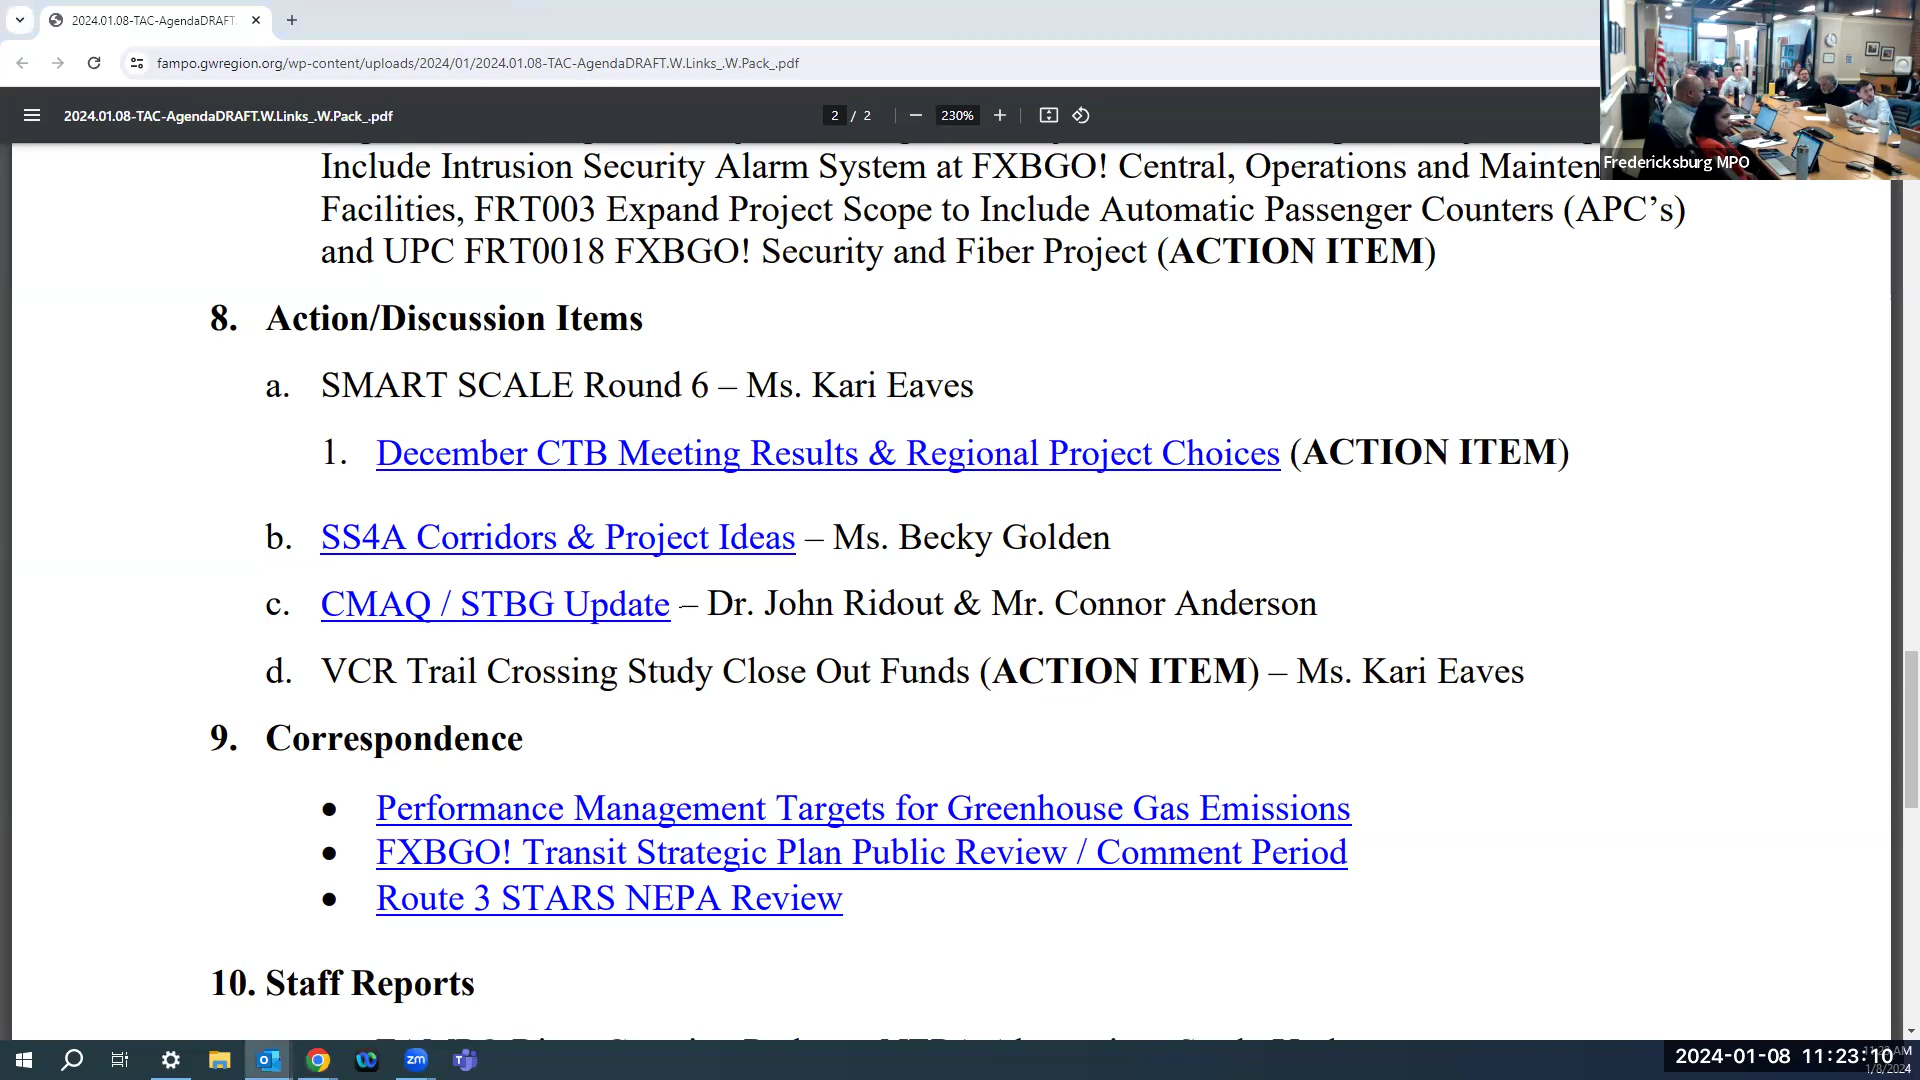 2024.01.08-TAC-AgendaDRAFT.
fampo.gwregion.org/wp-content/uploads/2024/01/2024.01.08-TAC-AgendaDRAFT.W.Links_.W.Pack_.pdf
2024.01.08-TAC-AgendaDRAFT.W.Links_.W.Pack_.pdf
2 / 2
230%
Fredericksburg MPO
Include Intrusion Security Alarm System at FXBGO! Central, Operations and Mainten
Facilities, FRT003 Expand Project Scope to Include Automatic Passenger Counters (APC’s)
and UPC FRT0018 FXBGO! Security and Fiber Project (ACTION ITEM)
8. Action/Discussion Items
a. SMART SCALE Round 6 – Ms. Kari Eaves
1. December CTB Meeting Results & Regional Project Choices (ACTION ITEM)
b. SS4A Corridors & Project Ideas – Ms. Becky Golden
c. CMAQ / STBG Update – Dr. John Ridout & Mr. Connor Anderson
d. VCR Trail Crossing Study Close Out Funds (ACTION ITEM) – Ms. Kari Eaves
9. Correspondence
• Performance Management Targets for Greenhouse Gas Emissions
• FXBGO! Transit Strategic Plan Public Review / Comment Period
• Route 3 STARS NEPA Review
10. Staff Reports
zm
2024-01-08 11:23:10
1/8/2024